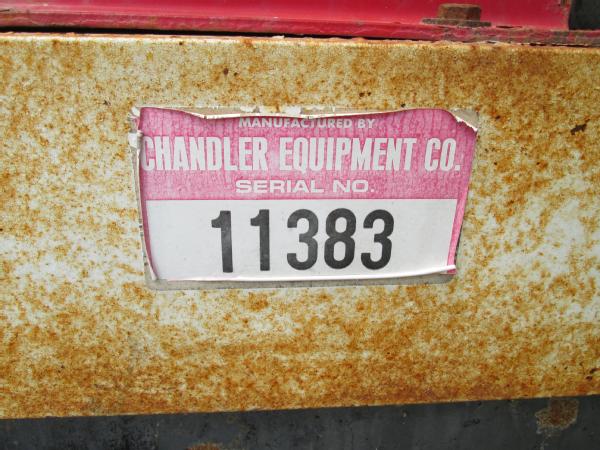 MANUFACTURED BY
CHANDLER EQUIPMENT CO.
SERIAL NO.
11383